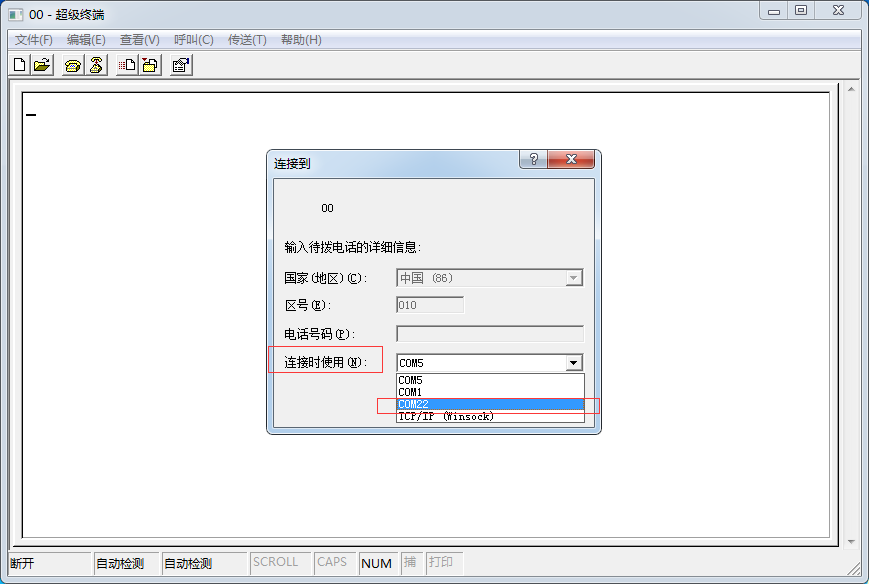 00 - 超级终端
文件(F) 编辑(E) 查看(V) 呼叫(C) 传送(T) 帮助(H)
连接到
00
输入待拨电话的详细信息:
国家(地区)(C): 中国 (86)
区号(E): 010
电话号码(P):
连接时使用(N): COM5
COM5
COM1
COM22
TCP/IP (Winsock)
断开 自动检测 自动检测 SCROLL CAPS NUM 捕 打印